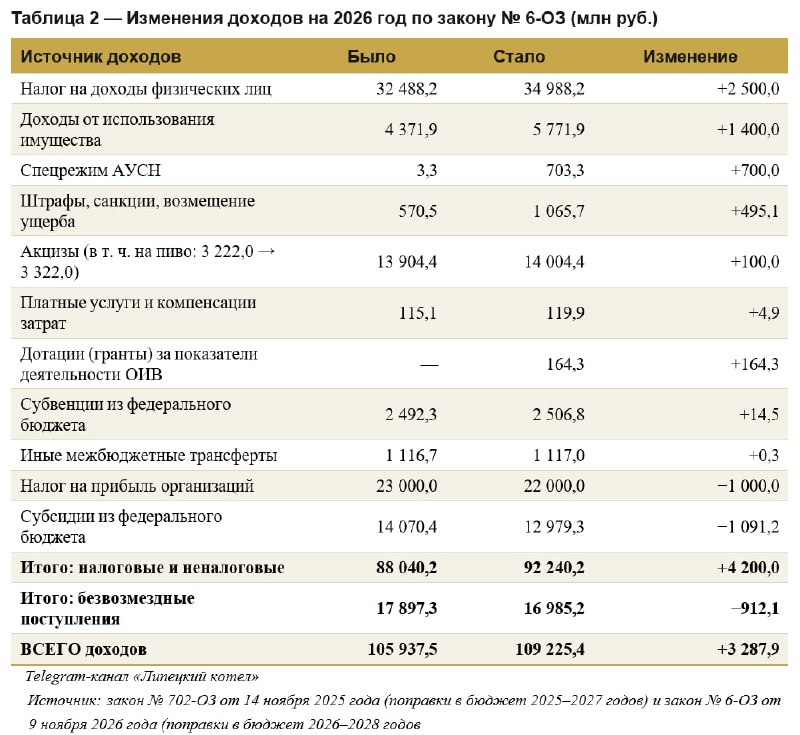 Таблица 2 — Изменения доходов на 2026 год по закону № 6-ОЗ (млн руб.)
Источник доходов Было Стало Изменение
Налог на доходы физических лиц 32 488,2 34 988,2 +2 500,0
Доходы от использования
имущества 4 371,9 5 771,9 +1 400,0
Спецрежим АУСН 3,3 703,3 +700,0
Штрафы, санкции, возмещение
ущерба 570,5 1 065,7 +495,1
Акцизы (в т. ч. на пиво: 3 222,0 →
3 322,0) 13 904,4 14 004,4 +100,0
Платные услуги и компенсации
затрат 115,1 119,9 +4,9
Дотации (гранты) за показатели
деятельности ОИВ — 164,3 +164,3
Субвенции из федерального
бюджета 2 492,3 2 506,8 +14,5
Иные межбюджетные трансферты 1 116,7 1 117,0 +0,3
Налог на прибыль организаций 23 000,0 22 000,0 −1 000,0
Субсидии из федерального
бюджета 14 070,4 12 979,3 −1 091,2
Итого: налоговые и неналоговые 88 040,2 92 240,2 +4 200,0
Итого: безвозмездные
поступления 17 897,3 16 985,2 −912,1
ВСЕГО доходов 105 937,5 109 225,4 +3 287,9
Telegram-канал «Липецкий котел»
Источник: закон № 702-ОЗ от 14 ноября 2025 года (поправки в бюджет 2025–2027 годов) и закон № 6-ОЗ от
9 ноября 2026 года (поправки в бюджет 2026–2028 годов